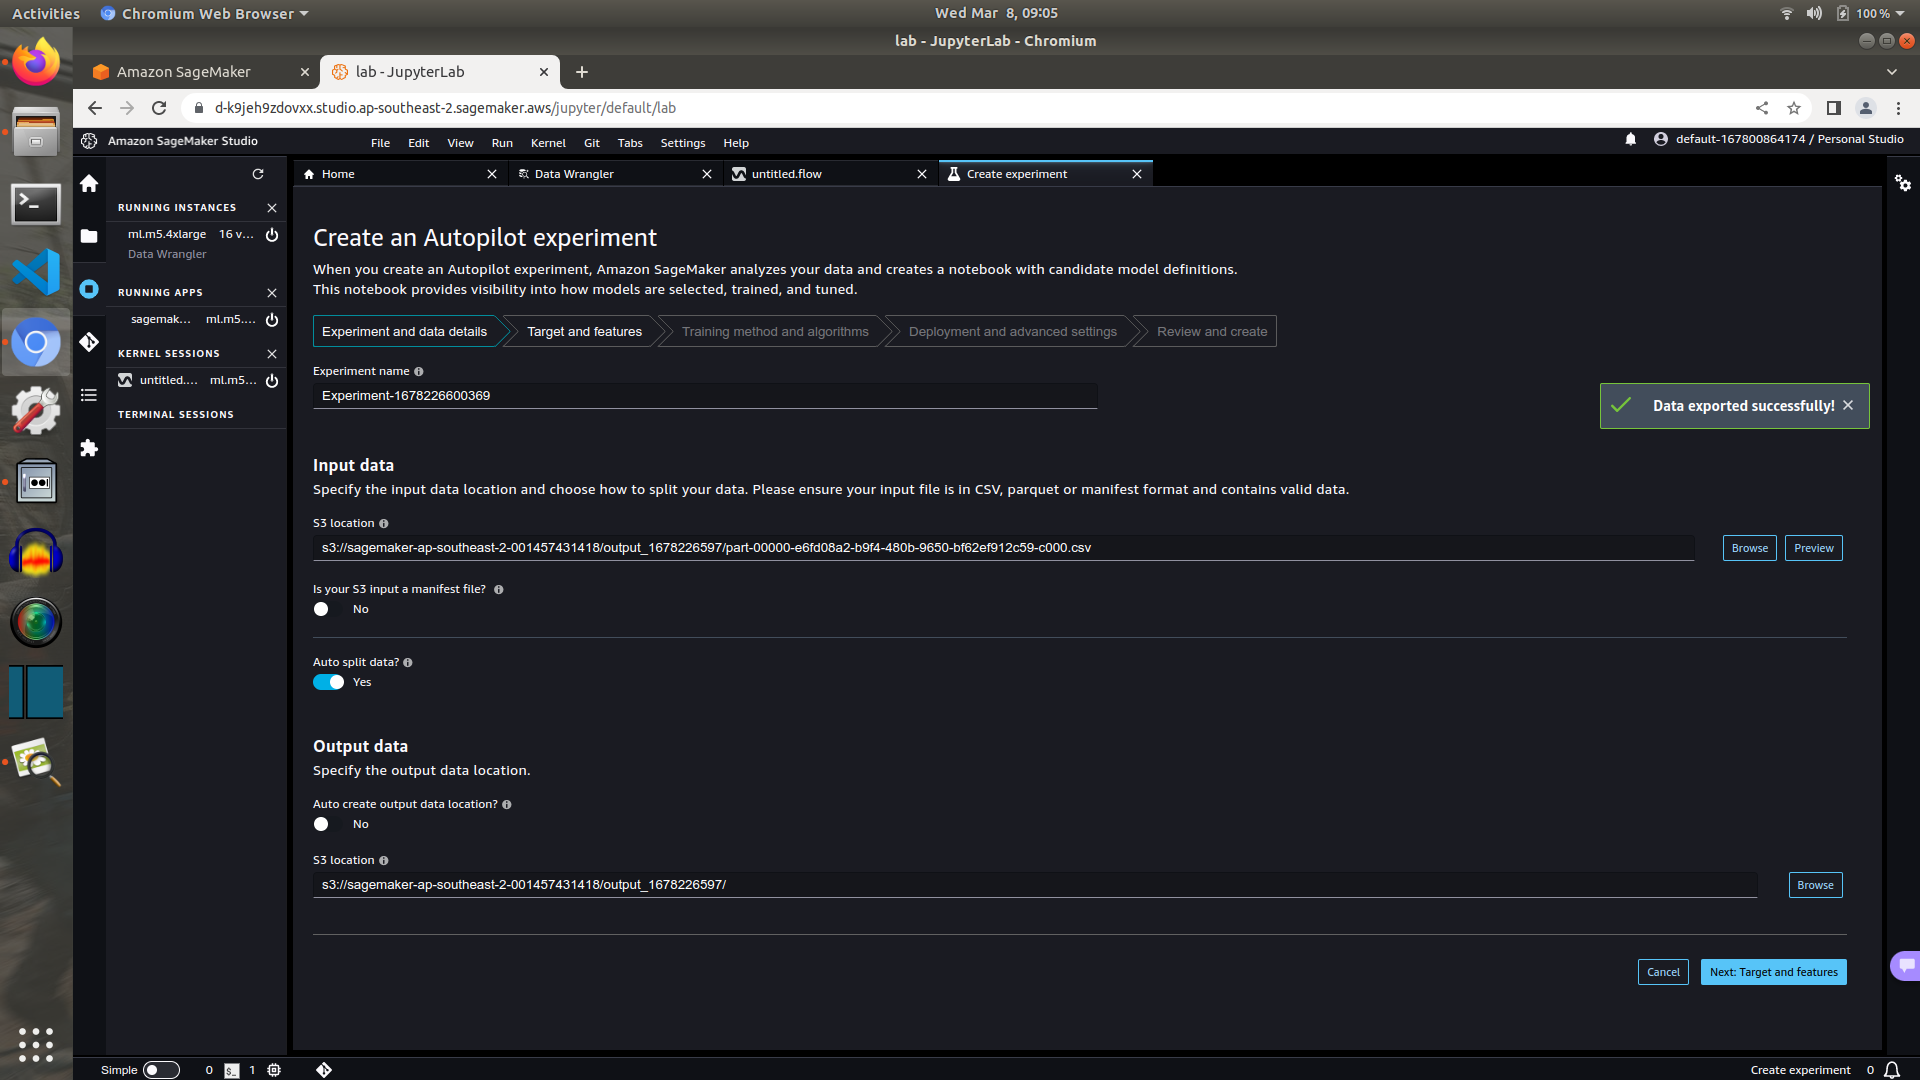 Activities
Chromium Web Browser
Wed Mar 8, 09:05
100 %
lab - JupyterLab - Chromium
Amazon SageMaker
lab - JupyterLab
d-k9jeh9zdovxx.studio.ap-southeast-2.sagemaker.aws/jupyter/default/lab
Amazon SageMaker Studio
File Edit View Run Kernel Git Tabs Settings Help
default-167800864174 / Personal Studio
Home
Data Wrangler
untitled.flow
Create experiment
RUNNING INSTANCES
ml.m5.4xlarge 16 v...
Data Wrangler
RUNNING APPS
sagemak... ml.m5....
KERNEL SESSIONS
untitled.... ml.m5...
TERMINAL SESSIONS
Create an Autopilot experiment
When you create an Autopilot experiment, Amazon SageMaker analyzes your data and creates a notebook with candidate model definitions.
This notebook provides visibility into how models are selected, trained, and tuned.
Experiment and data details
Target and features
Training method and algorithms
Deployment and advanced settings
Review and create
Experiment name
Experiment-1678226600369
Data exported successfully!
Input data
Specify the input data location and choose how to split your data. Please ensure your input file is in CSV, parquet or manifest format and contains valid data.
S3 location
s3://sagemaker-ap-southeast-2-001457431418/output_1678226597/part-00000-e6fd08a2-b9f4-480b-9650-bf62ef912c59-c000.csv
Browse
Preview
Is your S3 input a manifest file?
No
Auto split data?
Yes
Output data
Specify the output data location.
Auto create output data location?
No
S3 location
s3://sagemaker-ap-southeast-2-001457431418/output_1678226597/
Browse
Cancel
Next: Target and features
Simple
0
$_
1
Create experiment
0